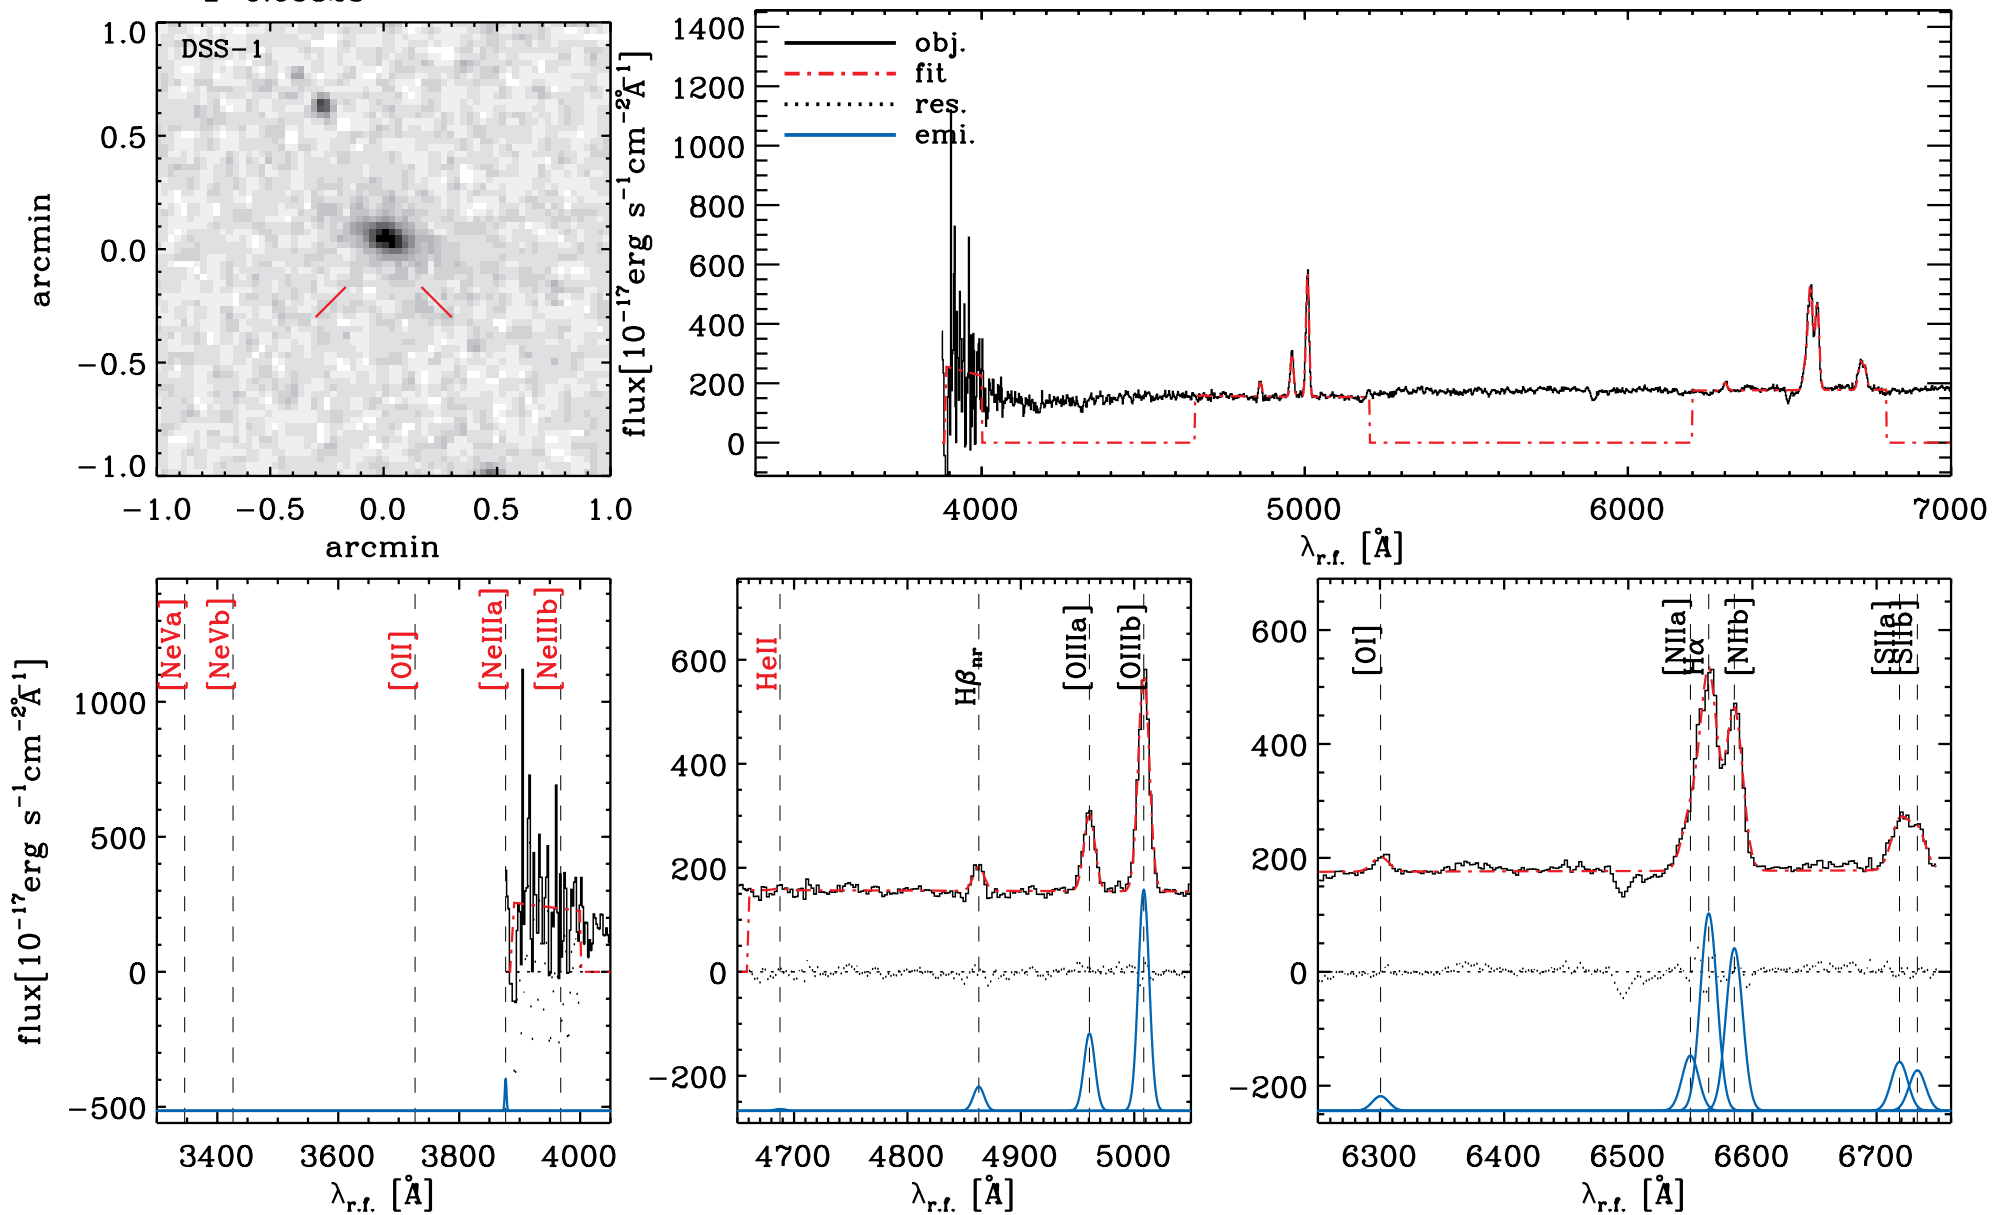 DSS-1
1.0
0.5
0.0
-0.5
-1.0
-1.0 -0.5 0.0 0.5 1.0
arcmin
arcmin
obj.
fit
res.
emi.
1400
1200
1000
800
600
400
200
0
flux[10⁻¹⁷erg s⁻¹cm⁻²Å⁻¹]
4000 5000 6000 7000
λr.f. [Å]
[NeVa]
[NeVb]
[OII]
[NeIIIa]
[NeIIIb]
1000
500
0
-500
flux[10⁻¹⁷erg s⁻¹cm⁻²Å⁻¹]
3400 3600 3800 4000
λr.f. [Å]
HeII
Hβnr
[OIIIa]
[OIIIb]
600
400
200
0
-200
4700 4800 4900 5000
λr.f. [Å]
[OI]
[NIIa]
Hα
[NIIb]
[SIIa]
[SIIb]
600
400
200
0
-200
6300 6400 6500 6600 6700
λr.f. [Å]